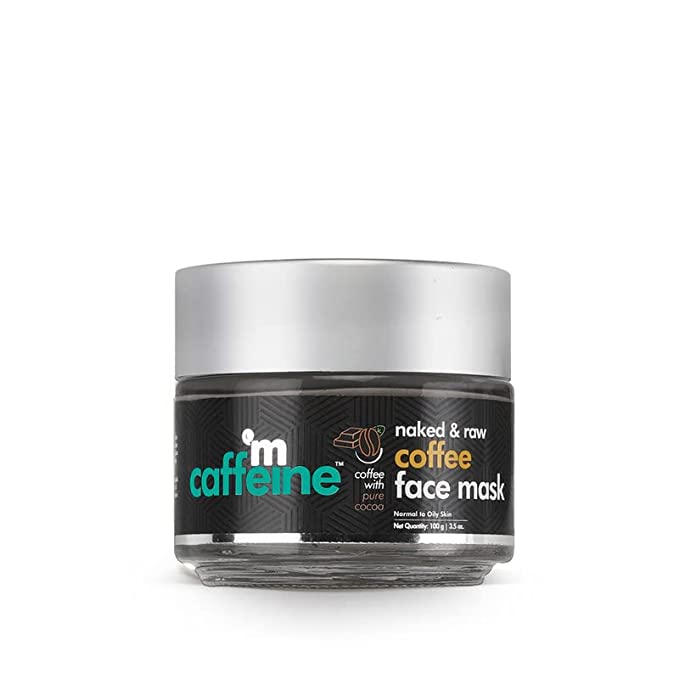 'm
caffeine™
coffee
with
pure
cocoa
naked & raw
coffee
face mask
Normal to Oily Skin
Net Quantity: 100 g | 3.5 oz.